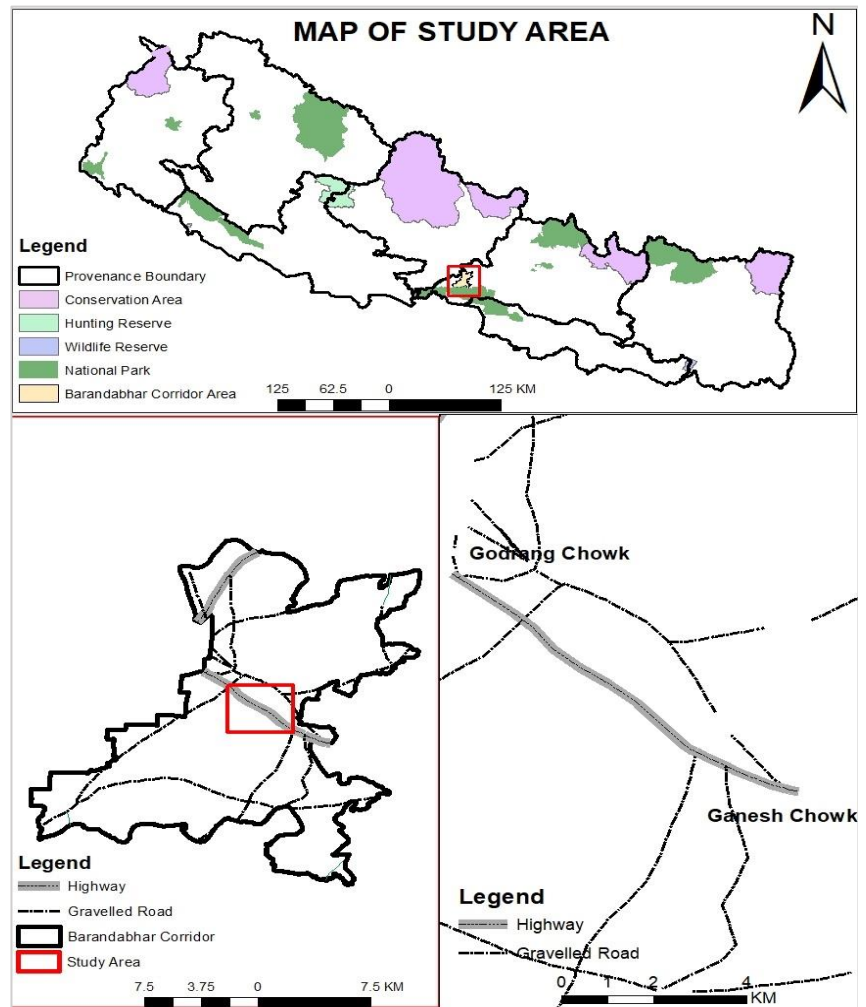 MAP OF STUDY AREA
N
Legend
Provenance Boundary
Conservation Area
Hunting Reserve
Wildlife Reserve
National Park
Barandabhar Corridor Area
125 62.5 0 125 KM
Legend
Highway
Gravelled Road
Barandabhar Corridor
Study Area
7.5 3.75 0 7.5 KM
Godrang Chowk
Ganesh Chowk
Legend
Highway
Gravelled Road
0 1 2 4
KM